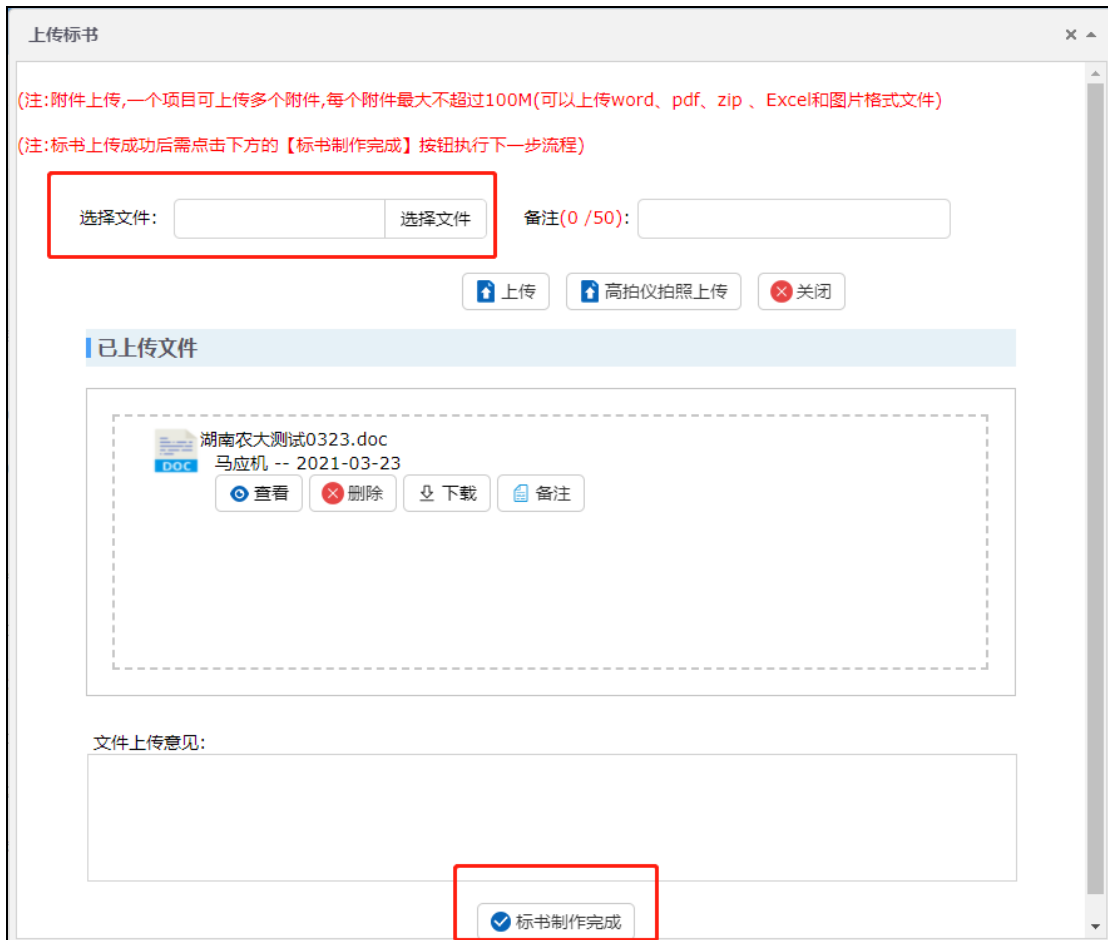 上传标书
(注:附件上传,一个项目可上传多个附件,每个附件最大不超过100M(可以上传word、pdf、zip 、Excel和图片格式文件)
(注:标书上传成功后需点击下方的【标书制作完成】按钮执行下一步流程)
选择文件: 选择文件 备注(0 /50):
上传 高拍仪拍照上传 关闭
已上传文件
湖南农大测试0323.doc
DOC 马应机 -- 2021-03-23
查看 删除 下载 备注
文件上传意见:
标书制作完成